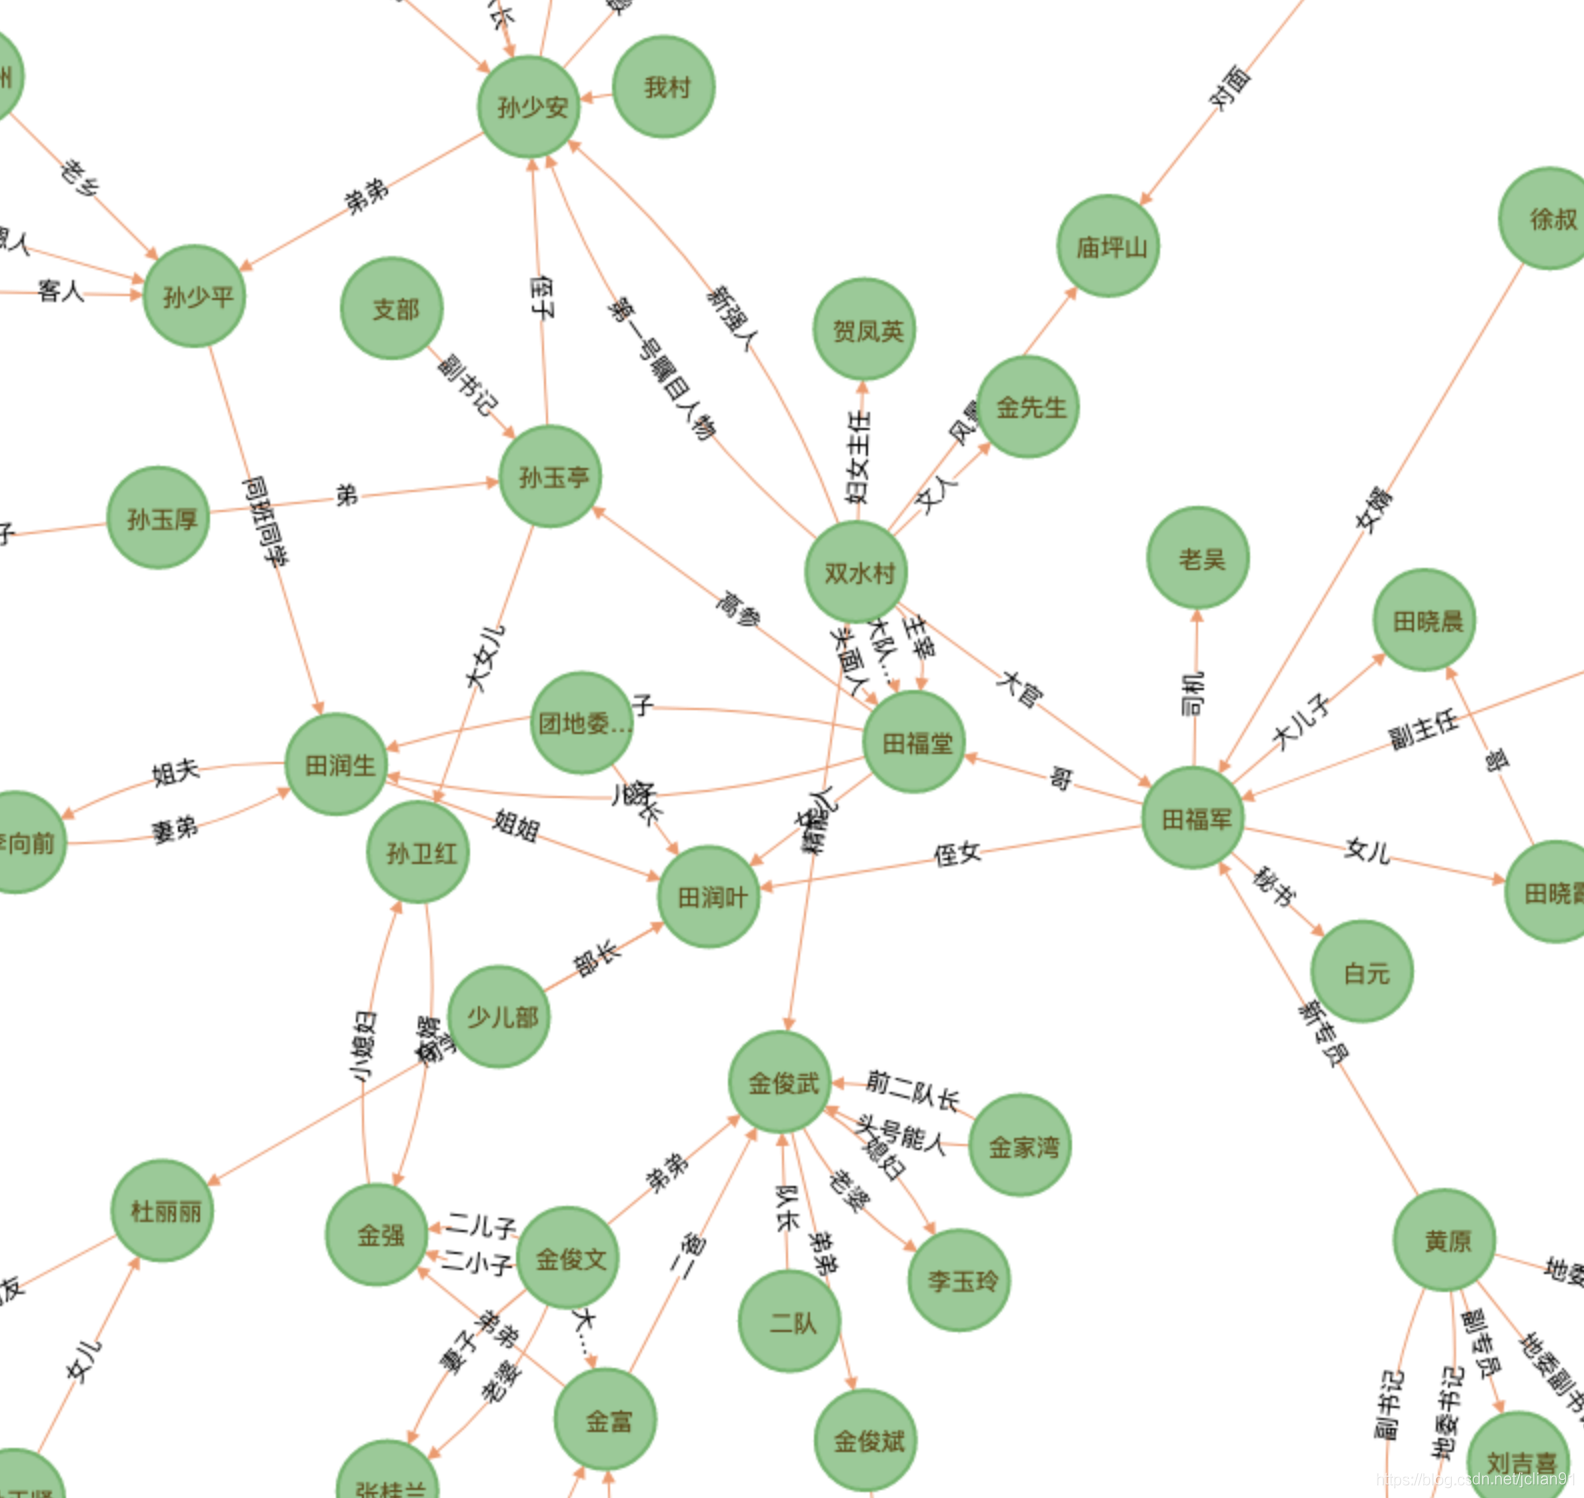 长
我村
孙少安
对面
州
老乡
弟弟
徐叔
庙坪山
人
客人
孙少平
支部
侄子
第一号瞩目人物
新强人
贺凤英
副书记
妇女主任
风景
金先生
女人
孙玉亭
弟
孙玉厚
子
同班同学
女婿
双水村
老吴
高参
头面人
大队...
主宰
大官
田晓晨
大女儿
司机
大儿子
团地委...
子
田福堂
副主任
田润生
姐夫
哥
向前
妻弟
儿子
长
姐姐
精能人
田福军
孙卫红
侄女
女儿
秘书
田润叶
田晓霞
部长
白元
少儿部
小媳妇
女婿
新专员
金俊武
前二队长
头号能人
媳妇
金家湾
弟弟
老婆
队长
杜丽丽
金强
二儿子
二小子
金俊文
二爸
弟弟
李玉玲
黄原
地委
友
女儿
弟弟
妻子
大...
老婆
二队
副专员
地委副书
副书记
地委书记
金富
金俊斌
刘吉喜
张桂兰
https://blog.csdn.net/jclian91